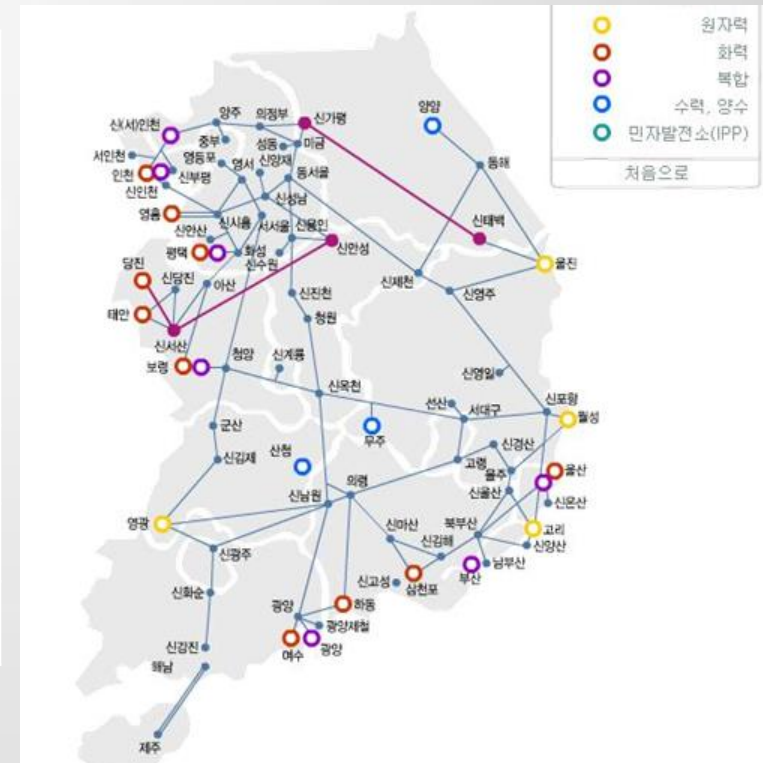 원자력
화력
복합
수력, 양수
민자발전소(IPP)
처음으로
신(서)인천
양주
의정부
신가평
양양
중부
성동
미금
서인천
영등포
영서
신양재
동서울
동해
인천
신부평
신인천
신성남
영흥
신시흥
서서울
신용인
신태백
신안산
신안성
평택
화성
신수원
울진
당진
신당진
아산
신제천
신영주
신진천
태안
청원
신서산
보령
청양
신계룡
신영일
신옥천
선산
서대구
신포항
월성
군산
무주
신경산
산청
신김제
고령
울주
울산
의령
신울산
신남원
신온산
영광
신마산
북부산
고리
신김해
신양산
신광주
신고성
삼천포
부산
남부산
신화순
광양
하동
광양제철
여수
광양
신강진
해남
제주